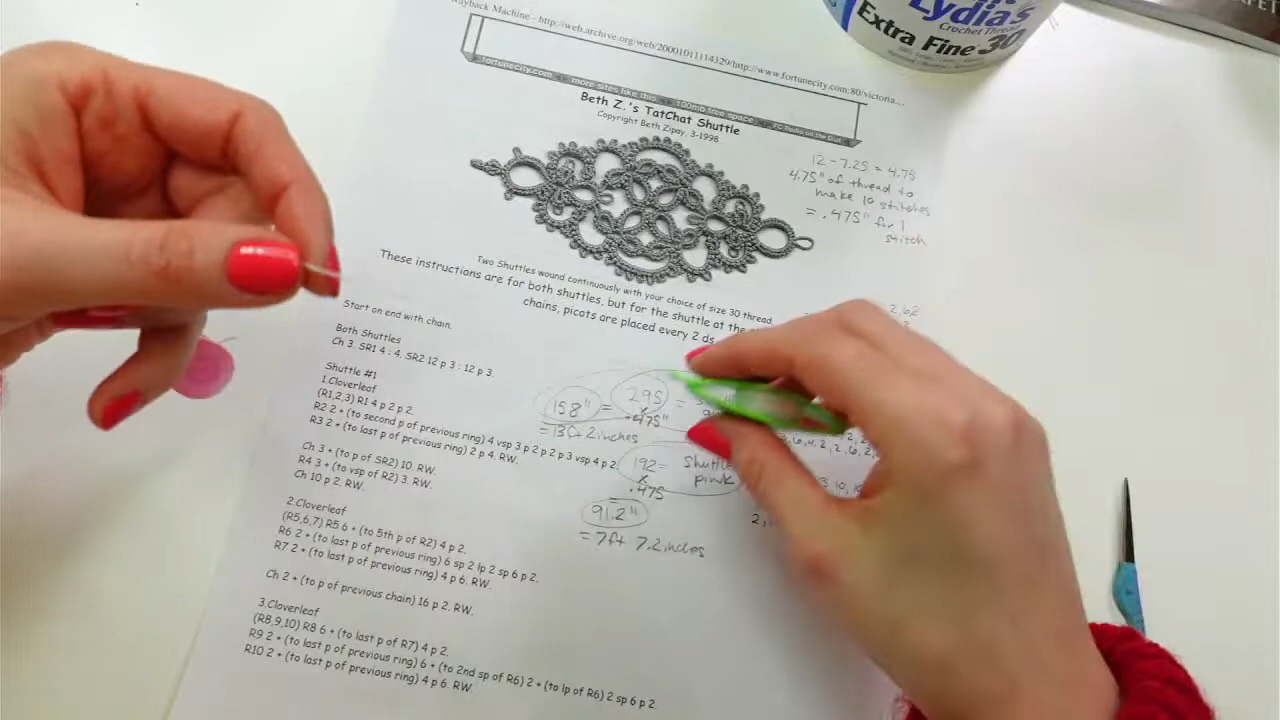 Lydia's
Crochet Thread
Extra Fine 30
Wayback Machine - http://web.archive.org/web/20001011114329/http://www.fortunecity.com:80/victoria...
fortunecity.com more sites like this 100mb free space
Beth Z.'s TatChat Shuttle
Copyright Beth Zipay, 3-1998
12 - 7.25 = 4.75
4.75" of thread to
make 10 stitches
= .475" for 1
stitch
Two Shuttles wound continuously with your choice of size 30 thread.
These instructions are for both shuttles, but for the shuttle at the
chains, picots are placed every 2 ds.
Start on end with chain.
Both Shuttles
Ch 3. SR1 4 : 4. SR2 12 p 3 : 12 p 3.
Shuttle #1
1.Cloverleaf
(R1,2,3) R1 4 p 2 p 2.
R2 2 + (to second p of previous ring) 4 vsp 3 p 2 p 2 p 3 vsp 4 p 2.
R3 2 + (to last p of previous ring) 2 p 4. RW.
Ch 3 + (to p of SR2) 10. RW.
R4 3 + (to vsp of R2) 3. RW.
Ch 10 p 2. RW.
2.Cloverleaf
(R5,6,7) R5 6 + (to 5th p of R2) 4 p 2.
R6 2 + (to last p of previous ring) 6 sp 2 lp 2 sp 6 p 2.
R7 2 + (to last p of previous ring) 4 p 6. RW.
Ch 2 + (to p of previous chain) 16 p 2. RW.
3.Cloverleaf
(R8,9,10) R8 6 + (to last p of R7) 4 p 2.
R9 2 + (to last p of previous ring) 6 + (to 2nd sp of R6) 2 + (to lp of R6) 2 sp 6 p 2.
R10 2 + (to last p of previous ring) 4 p 6. RW.
158" = 295 =
x .475"
= 13ft 2 inches
192 = Shuttle
x pink
.475
=
91.2"
= 7ft 7.2 inches